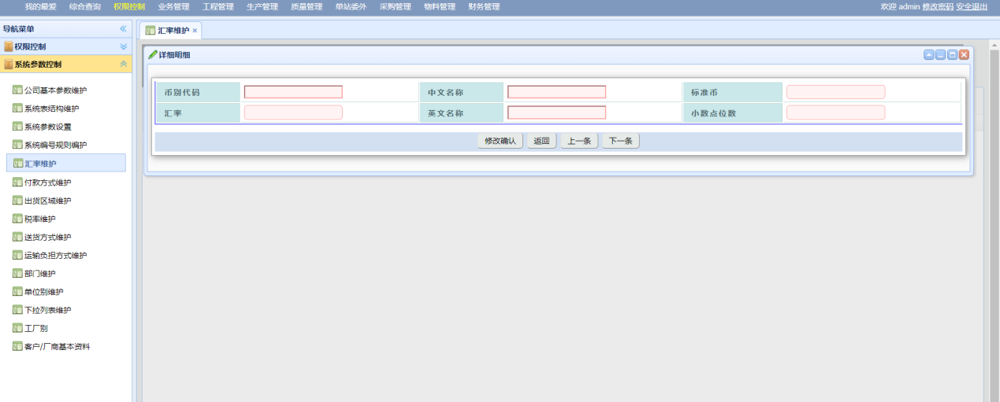 我的最爱 综合查询 权限控制 业务管理 工程管理 生产管理 质量管理 单站委外 采购管理 物料管理 财务管理 欢迎 admin 修改密码 安全退出
导航菜单
权限控制
系统参数控制
公司基本参数维护
系统表结构维护
系统参数设置
系统编号规则编护
汇率维护
付款方式维护
出货区域维护
税率维护
送货方式维护
运输负担方式维护
部门维护
单位别维护
下拉列表维护
工厂别
客户/厂商基本资料
汇率维护
详细明细
币别代码 中文名称 标准币
汇率 英文名称 小数点位数
修改确认 返回 上一条 下一条